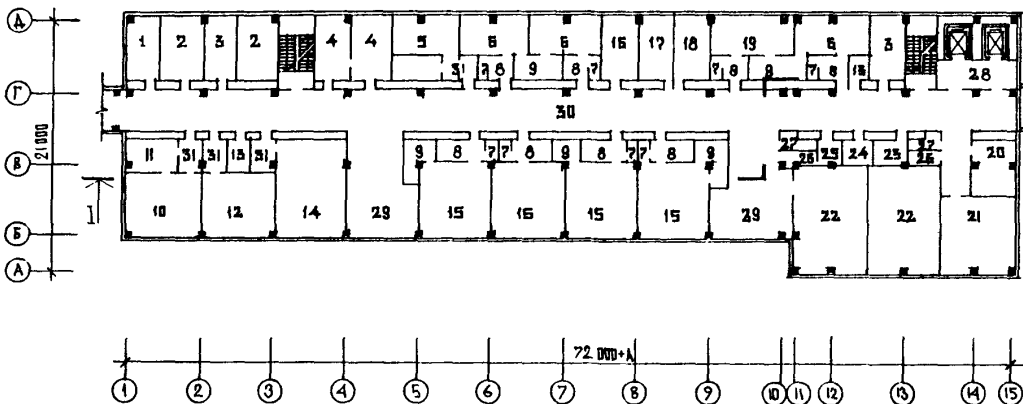 Д 1 2 3 2 4 4 5 6 6 16 17 18 19 6 3
31 7 8 9 8 7 7 8 8 7 8 13 28
Г
30
21000
11 31 31 13 31 9 8 7 7 8 9 8 7 7 8 9 27 26 25 24 23 27 26 20
В
1 10 12 14 29 15 16 15 15 29 22 22 21
Б
А
72 000+А
1 2 3 4 5 6 7 8 9 10 11 12 13 14 15